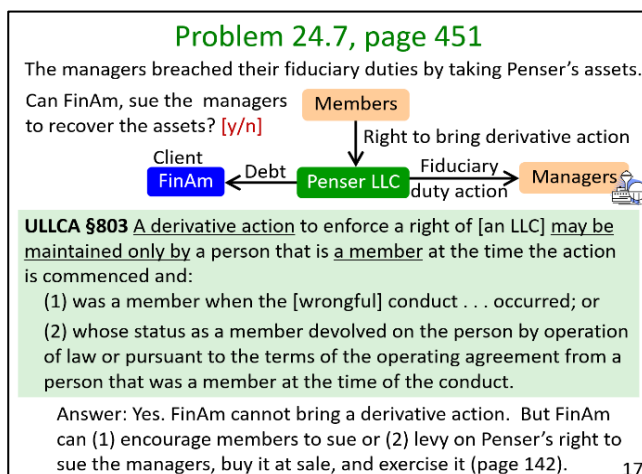 Problem 24.7, page 451
The managers breached their fiduciary duties by taking Penser's assets.
Can FinAm, sue the managers
to recover the assets? [y/n]
Members
Right to bring derivative action
Client
FinAm
Debt
Penser LLC
Fiduciary
duty action
Managers
ULLCA §803 A derivative action to enforce a right of [an LLC] may be
maintained only by a person that is a member at the time the action
is commenced and:
(1) was a member when the [wrongful] conduct . . . occurred; or
(2) whose status as a member devolved on the person by operation
of law or pursuant to the terms of the operating agreement from a
person that was a member at the time of the conduct.
Answer: Yes. FinAm cannot bring a derivative action. But FinAm
can (1) encourage members to sue or (2) levy on Penser's right to
sue the managers, buy it at sale, and exercise it (page 142).
17